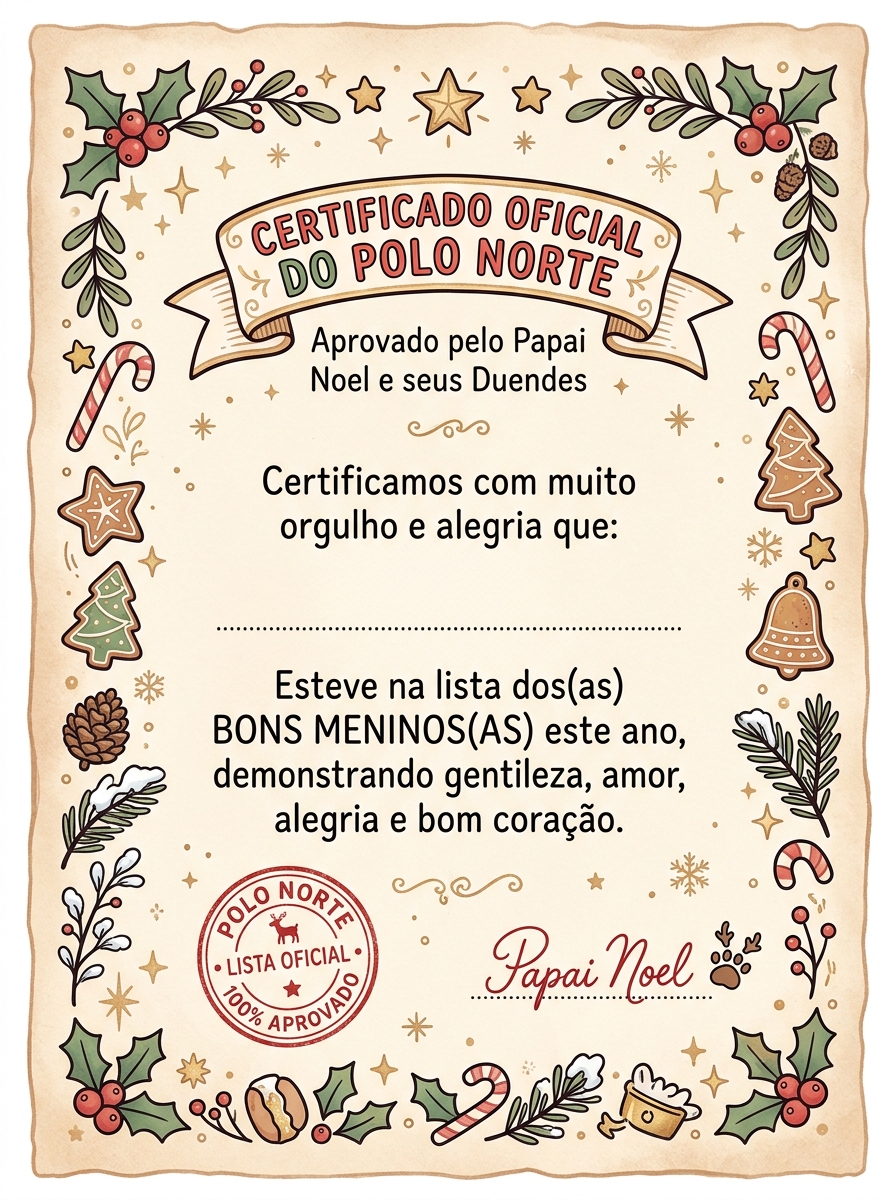 CERTIFICADO OFICIAL
DO POLO NORTE
Aprovado pelo Papai
Noel e seus Duendes
Certificamos com muito
orgulho e alegria que:
Esteve na lista dos(as)
BONS MENINOS(AS) este ano,
demonstrando gentileza, amor,
alegria e bom coração.
POLO NORTE
LISTA OFICIAL
100% APROVADO
Papai Noel